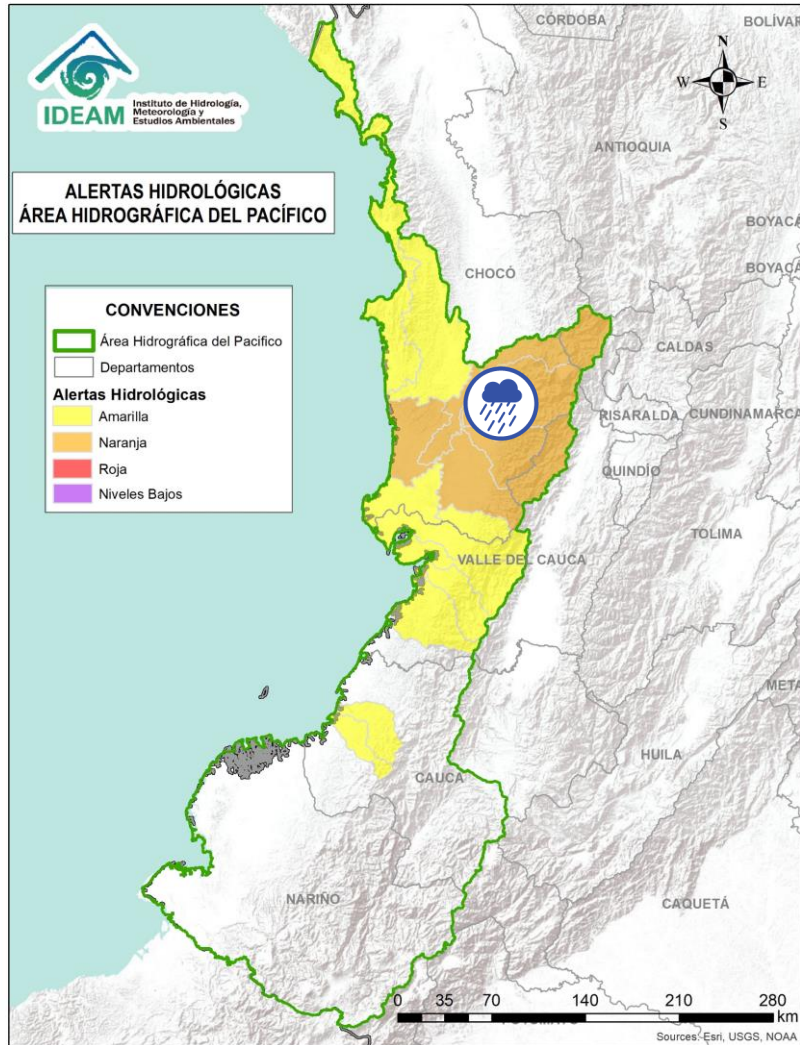 IDEAM
Instituto de Hidrología,
Meteorología y
Estudios Ambientales
ALERTAS HIDROLÓGICAS
ÁREA HIDROGRÁFICA DEL PACÍFICO
CONVENCIONES
Área Hidrográfica del Pacifico
Departamentos
Alertas Hidrológicas
Amarilla
Naranja
Roja
Niveles Bajos
N
W E
S
CÓRDOBA
BOLÍVAR
ANTIOQUIA
BOYACÁ
BOYACÁ
CHOCÓ
CALDAS
RISARALDA
CUNDINAMARCA
QUINDÍO
TOLIMA
VALLE DEL CAUCA
META
HUILA
CAUCA
NARIÑO
CAQUETÁ
0 35 70 140 210 280
km
Sources: Esri, USGS, NOAA